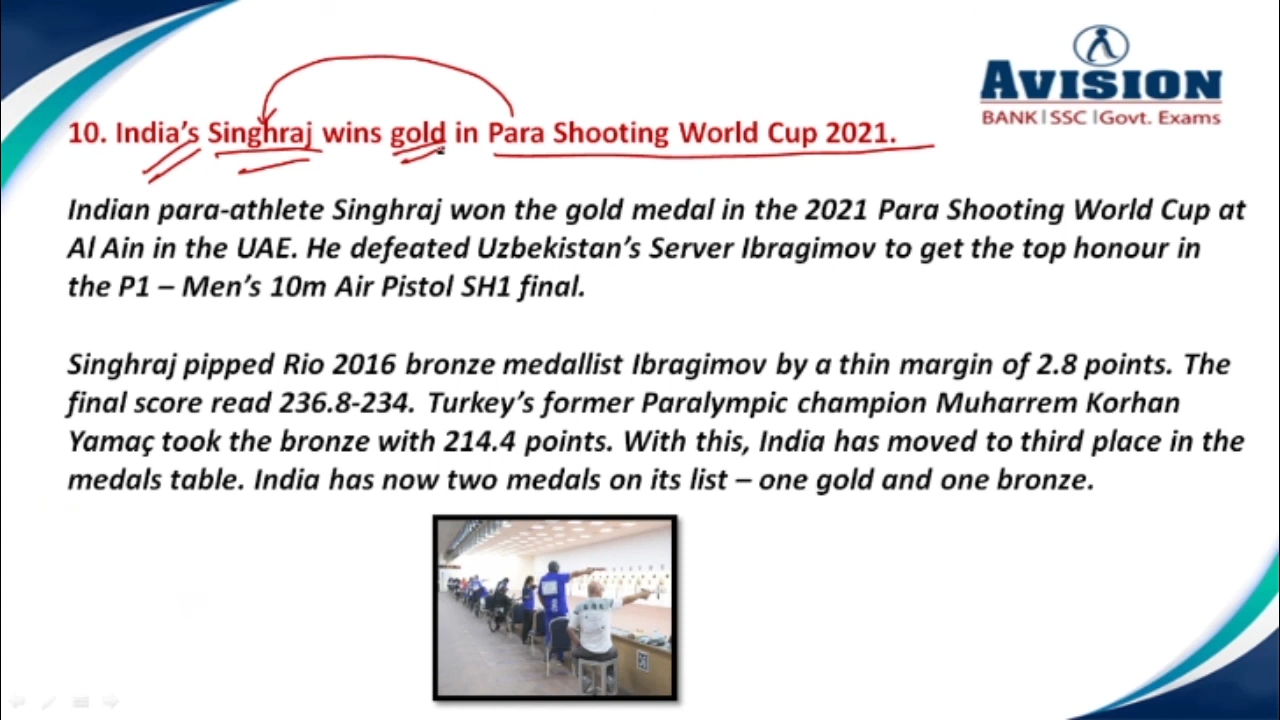 AVISION
BANK | SSC | Govt. Exams
10. India's Singhraj wins gold in Para Shooting World Cup 2021.
Indian para-athlete Singhraj won the gold medal in the 2021 Para Shooting World Cup at
Al Ain in the UAE. He defeated Uzbekistan's Server Ibragimov to get the top honour in
the P1 – Men's 10m Air Pistol SH1 final.
Singhraj pipped Rio 2016 bronze medallist Ibragimov by a thin margin of 2.8 points. The
final score read 236.8-234. Turkey's former Paralympic champion Muharrem Korhan
Yamaç took the bronze with 214.4 points. With this, India has moved to third place in the
medals table. India has now two medals on its list – one gold and one bronze.